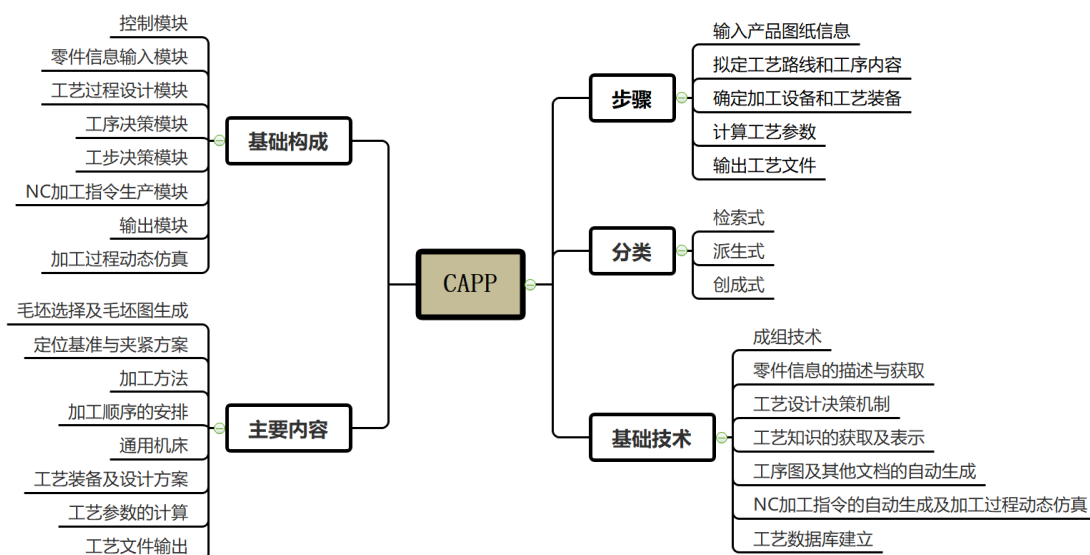 CAPP
基础构成
控制模块
零件信息输入模块
工艺过程设计模块
工序决策模块
工步决策模块
NC加工指令生产模块
输出模块
加工过程动态仿真
主要内容
毛坯选择及毛坯图生成
定位基准与夹紧方案
加工方法
加工顺序的安排
通用机床
工艺装备及设计方案
工艺参数的计算
工艺文件输出
步骤
输入产品图纸信息
拟定工艺路线和工序内容
确定加工设备和工艺装备
计算工艺参数
输出工艺文件
分类
检索式
派生式
创成式
基础技术
成组技术
零件信息的描述与获取
工艺设计决策机制
工艺知识的获取及表示
工序图及其他文档的自动生成
NC加工指令的自动生成及加工过程动态仿真
工艺数据库建立